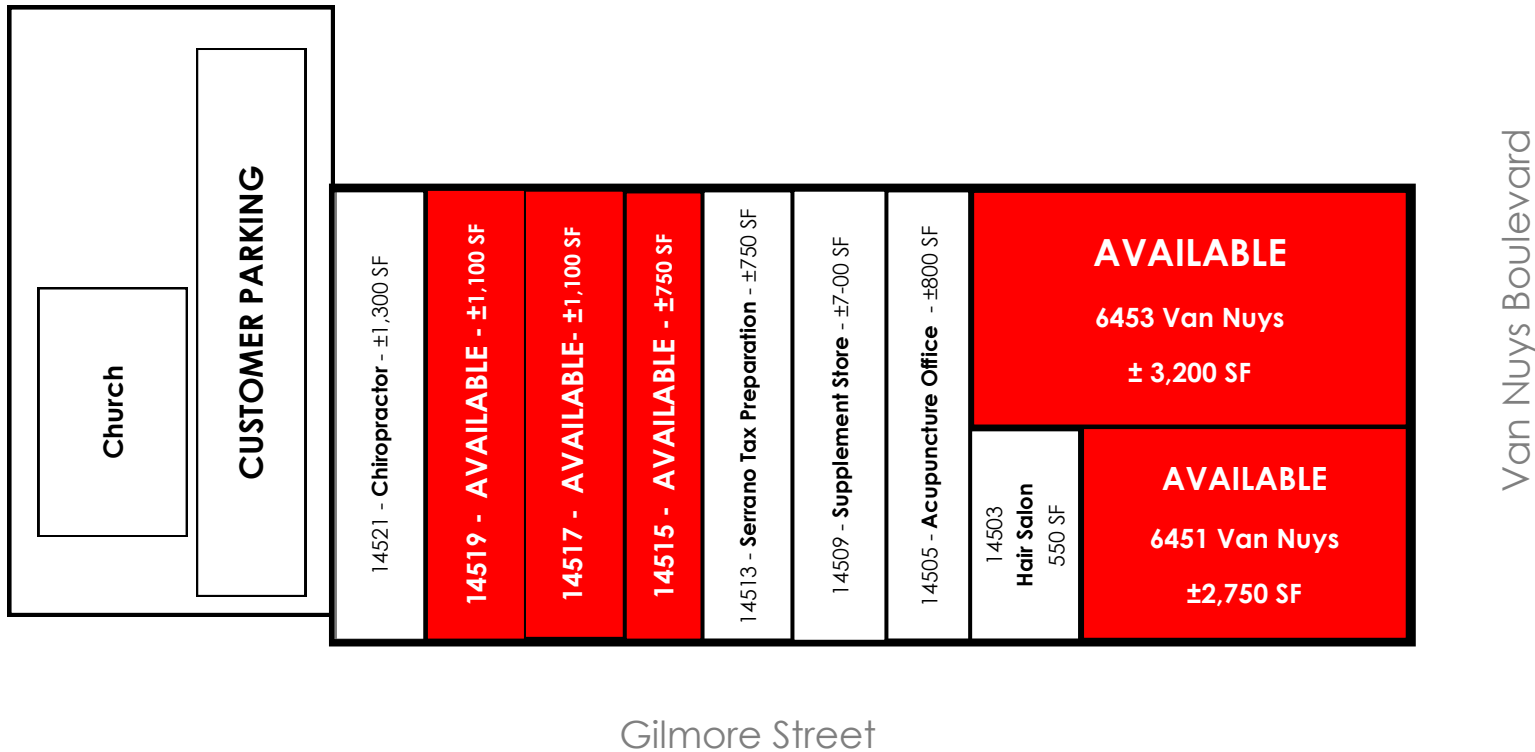 Church
CUSTOMER PARKING
14521 - Chiropractor - ±1,300 SF
14519 - AVAILABLE - ±1,100 SF
14517 - AVAILABLE- ±1,100 SF
14515 - AVAILABLE - ±750 SF
14513 - Serrano Tax Preparation - ±750 SF
14509 - Supplement Store - ±7-00 SF
14505 - Acupuncture Office - ±800 SF
AVAILABLE
6453 Van Nuys
± 3,200 SF
14503
Hair Salon
550 SF
AVAILABLE
6451 Van Nuys
±2,750 SF
Van Nuys Boulevard
Gilmore Street